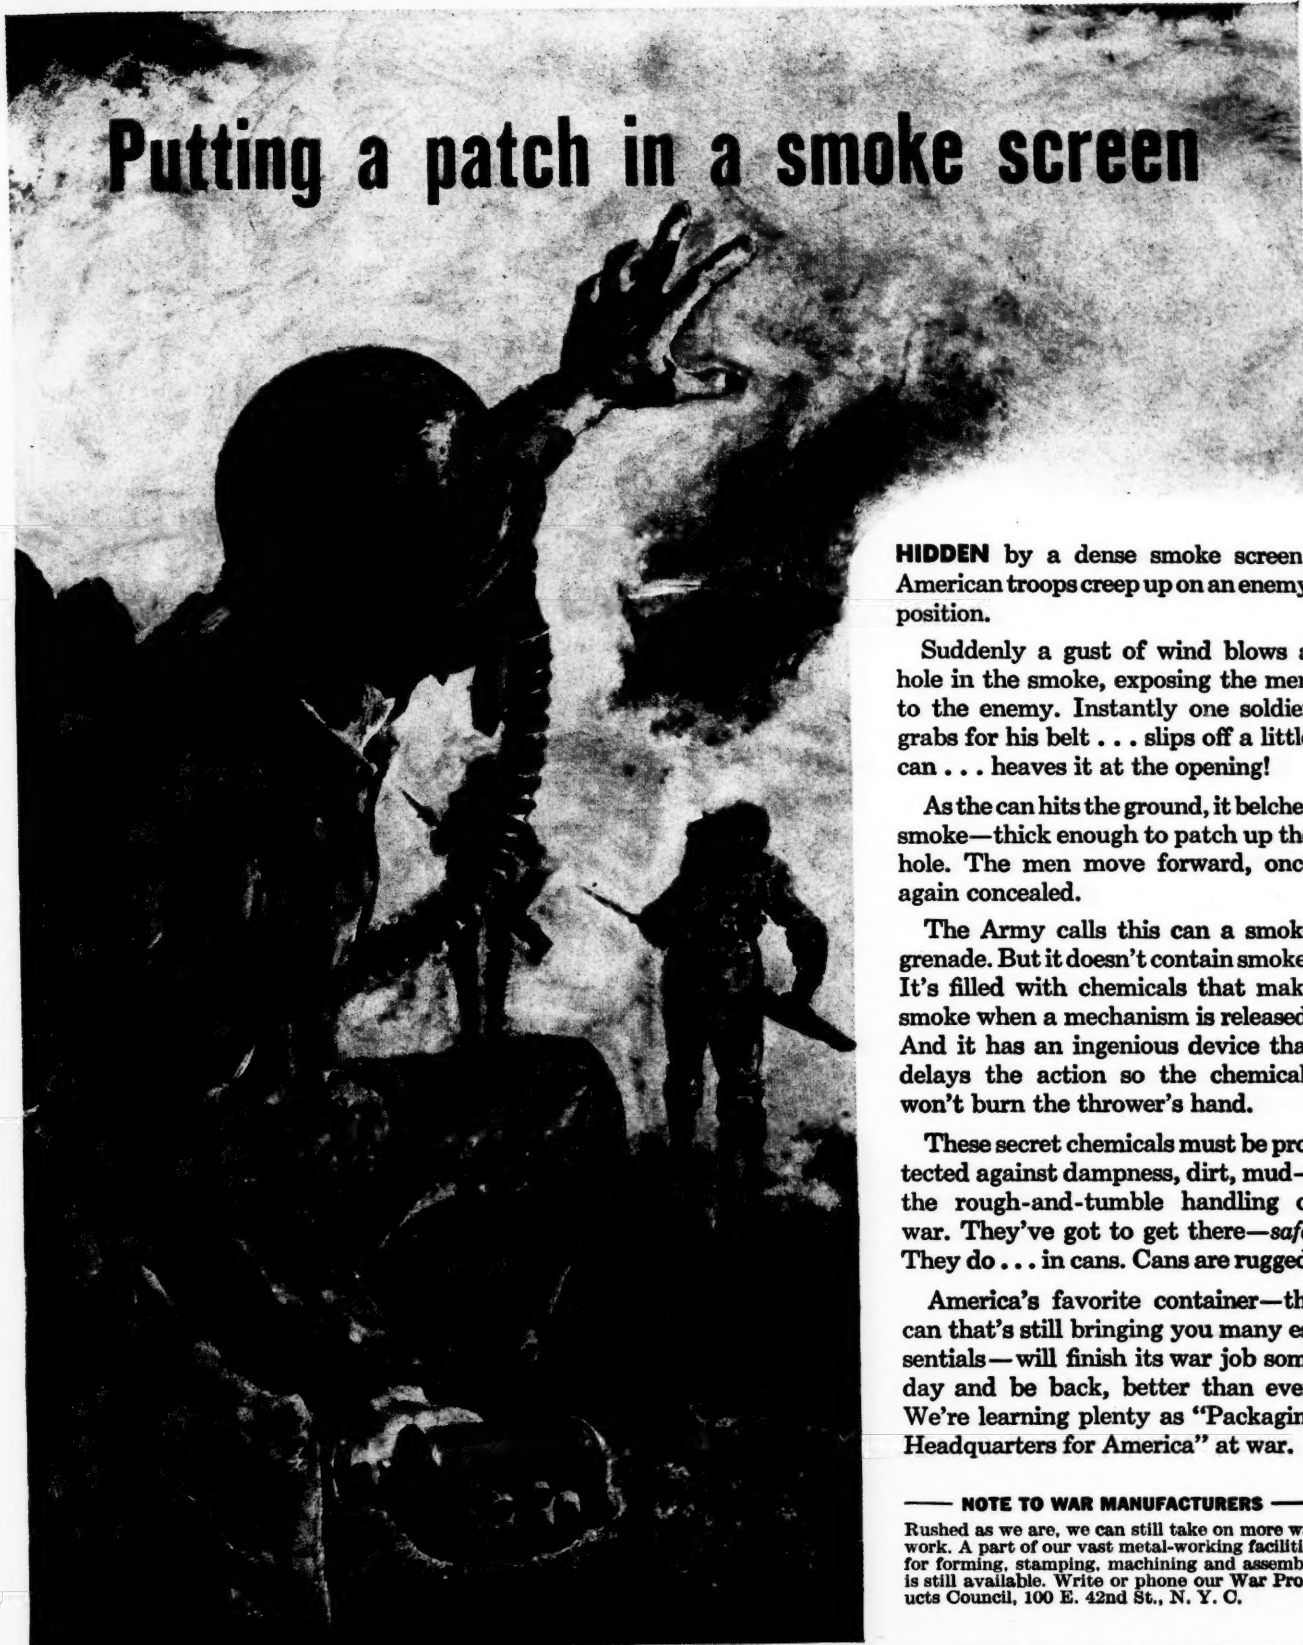 Putting a patch in a smoke screen
HIDDEN by a dense smoke screen
American troops creep up on an enemy
position.
Suddenly a gust of wind blows a
hole in the smoke, exposing the men
to the enemy. Instantly one soldier
grabs for his belt . . . slips off a little
can . . . heaves it at the opening!
As the can hits the ground, it belche
smoke—thick enough to patch up the
hole. The men move forward, onc
again concealed.
The Army calls this can a smok
grenade. But it doesn't contain smoke
It's filled with chemicals that mak
smoke when a mechanism is released
And it has an ingenious device tha
delays the action so the chemical
won't burn the thrower's hand.
These secret chemicals must be pro
tected against dampness, dirt, mud—
the rough-and-tumble handling o
war. They've got to get there—safe
They do . . . in cans. Cans are rugged
America's favorite container—th
can that's still bringing you many es
sentials—will finish its war job som
day and be back, better than eve
We're learning plenty as “Packagin
Headquarters for America” at war.
NOTE TO WAR MANUFACTURERS
Rushed as we are, we can still take on more w
work. A part of our vast metal-working faciliti
for forming, stamping, machining and assemb
is still available. Write or phone our War Pro
ucts Council, 100 E. 42nd St., N. Y. C.